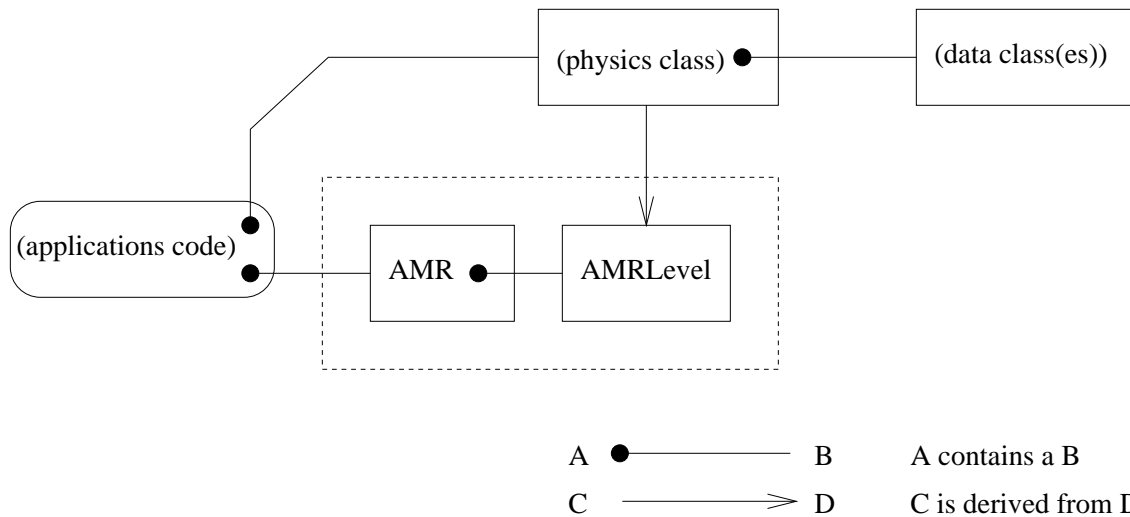 (physics class)
(data class(es))
(applications code)
AMR
AMRLevel
A B A contains a B
C D C is derived from D